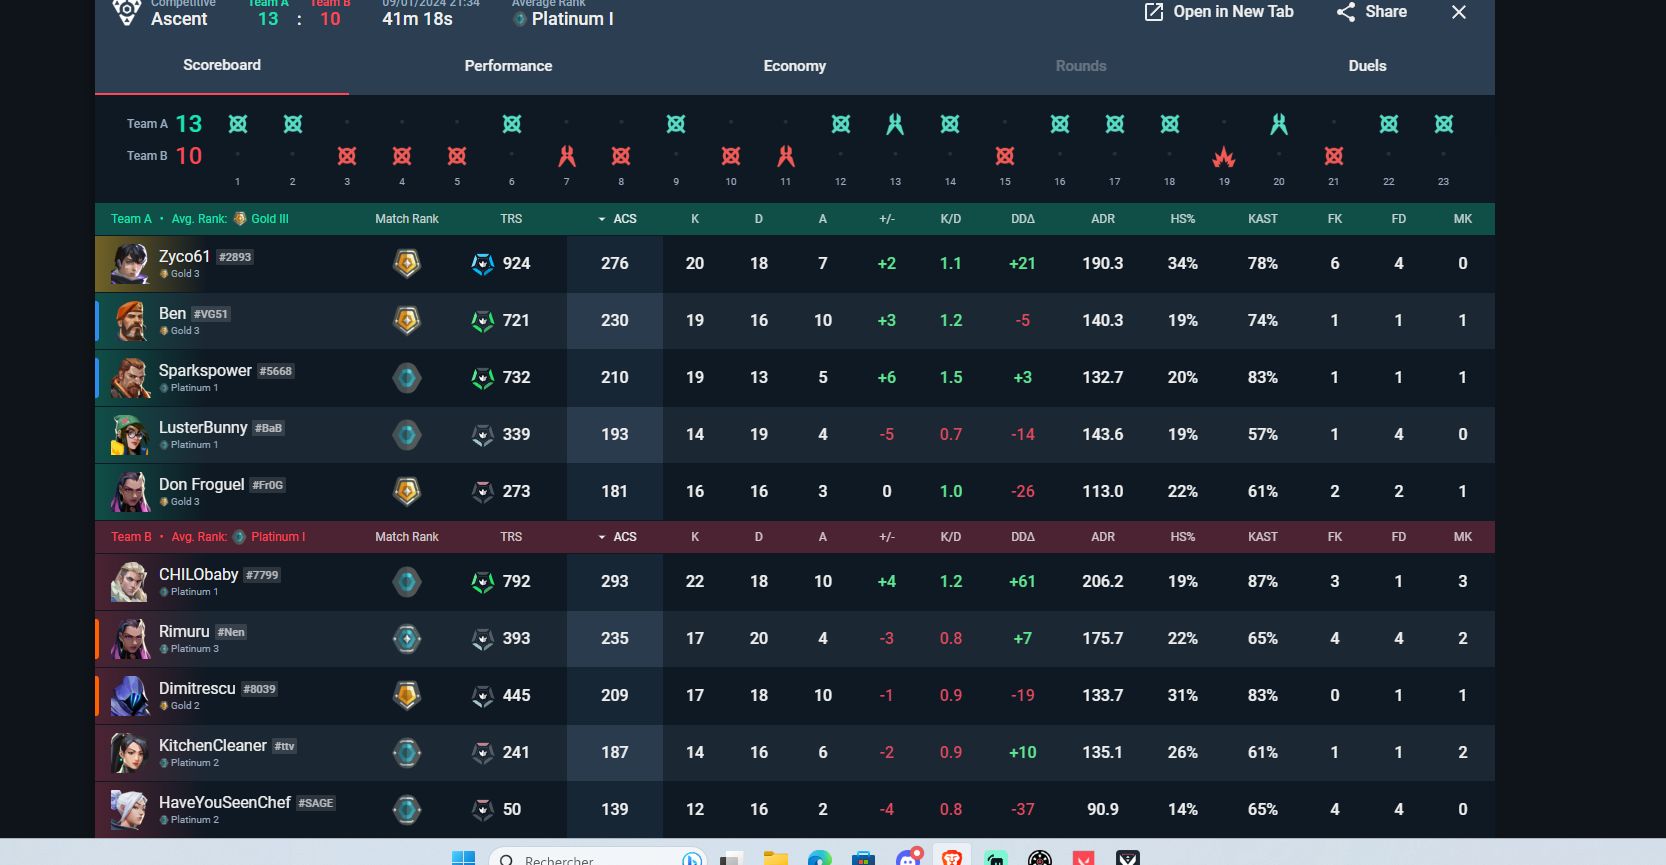 Competitive Team A Team B 09/01/2024 21:34 Average Rank
Ascent 13 : 10 41m 18s Platinum I Open in New Tab Share
Scoreboard Performance Economy Rounds Duels
Team A 13
Team B 10
1 2 3 4 5 6 7 8 9 10 11 12 13 14 15 16 17 18 19 20 21 22 23
Team A • Avg. Rank: Gold III Match Rank TRS ACS K D A +/- K/D DDΔ ADR HS% KAST FK FD MK
Zyco61 #2893
Gold 3
924 276 20 18 7 +2 1.1 +21 190.3 34% 78% 6 4 0
Ben #VG51
Gold 3
721 230 19 16 10 +3 1.2 -5 140.3 19% 74% 1 1 1
Sparkspower #5668
Platinum 1
732 210 19 13 5 +6 1.5 +3 132.7 20% 83% 1 1 1
LusterBunny #BaB
Platinum 1
339 193 14 19 4 -5 0.7 -14 143.6 19% 57% 1 4 0
Don Froguel #Fr0G
Gold 3
273 181 16 16 3 0 1.0 -26 113.0 22% 61% 2 2 1
Team B • Avg. Rank: Platinum I Match Rank TRS ACS K D A +/- K/D DDΔ ADR HS% KAST FK FD MK
CHILObaby #7799
Platinum 1
792 293 22 18 10 +4 1.2 +61 206.2 19% 87% 3 1 3
Rimuru #Nen
Platinum 3
393 235 17 20 4 -3 0.8 +7 175.7 22% 65% 4 4 2
Dimitrescu #8039
Gold 2
445 209 17 18 10 -1 0.9 -19 133.7 31% 83% 0 1 1
KitchenCleaner #ttv
Platinum 2
241 187 14 16 6 -2 0.9 +10 135.1 26% 61% 1 1 2
HaveYouSeenChef #SAGE
Platinum 2
50 139 12 16 2 -4 0.8 -37 90.9 14% 65% 4 4 0
Rechercher